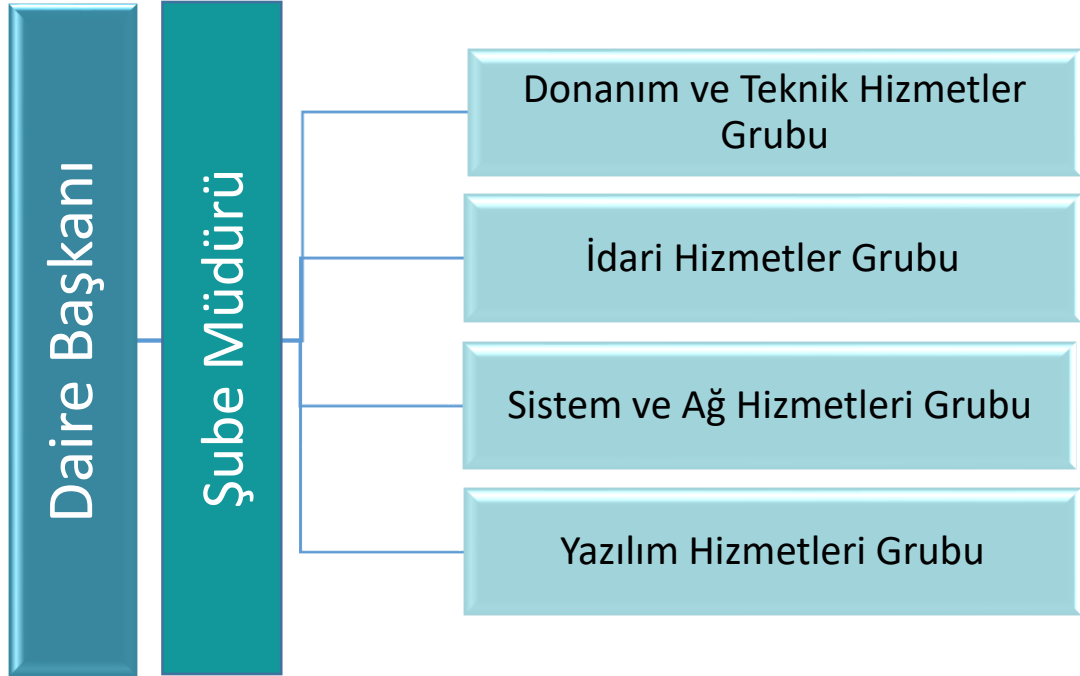 Daire Başkanı
Şube Müdürü
Donanım ve Teknik Hizmetler
Grubu
İdari Hizmetler Grubu
Sistem ve Ağ Hizmetleri Grubu
Yazılım Hizmetleri Grubu